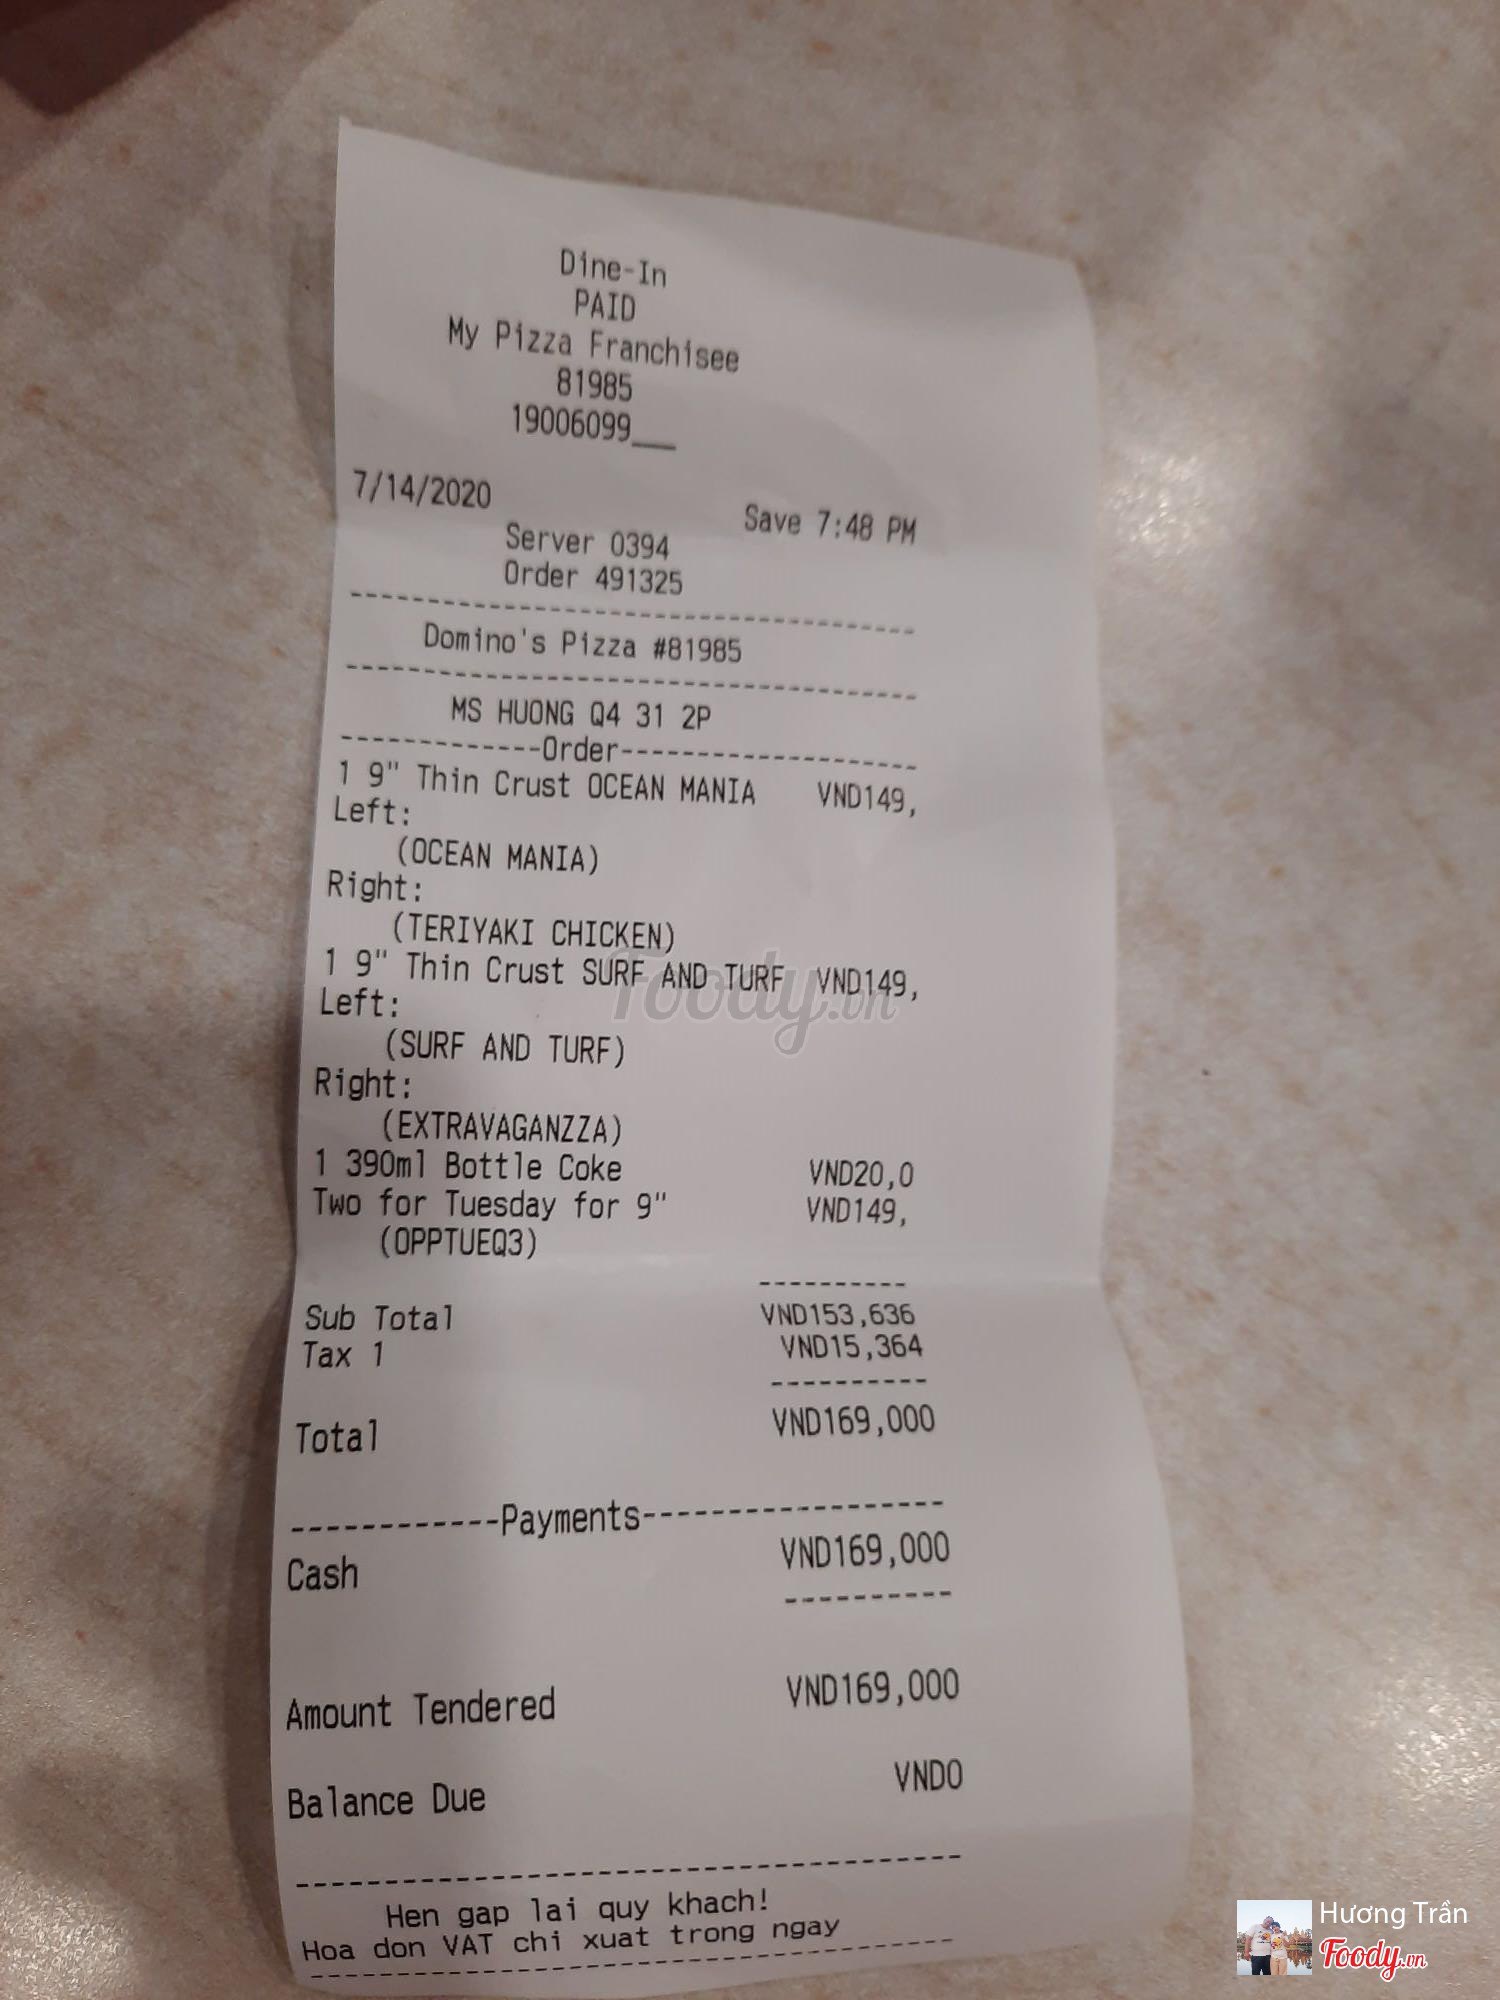 Dine-In
PAID
My Pizza Franchisee
81985
19006099___
7/14/2020 Save 7:48 PM
Server 0394
Order 491325
------------------------------------
Domino's Pizza #81985
------------------------------------
MS HUONG Q4 31 2P
-------------Order-------------------
1 9" Thin Crust OCEAN MANIA VND149,
Left:
(OCEAN MANIA)
Right:
(TERIYAKI CHICKEN)
1 9" Thin Crust SURF AND TURF VND149,
Left:
(SURF AND TURF)
Right:
(EXTRAVAGANZZA)
1 390ml Bottle Coke VND20,0
Two for Tuesday for 9" VND149,
(OPPTUEQ3)
----------
Sub Total VND153,636
Tax 1 VND15,364
----------
Total VND169,000
------------Payments------------------
Cash VND169,000
----------
Amount Tendered VND169,000
Balance Due VND0
--------------------------------------
Hen gap lai quy khach!
Hoa don VAT chi xuat trong ngay
--------------------------------------
Foody.vn
Hương Trần
Foody.vn